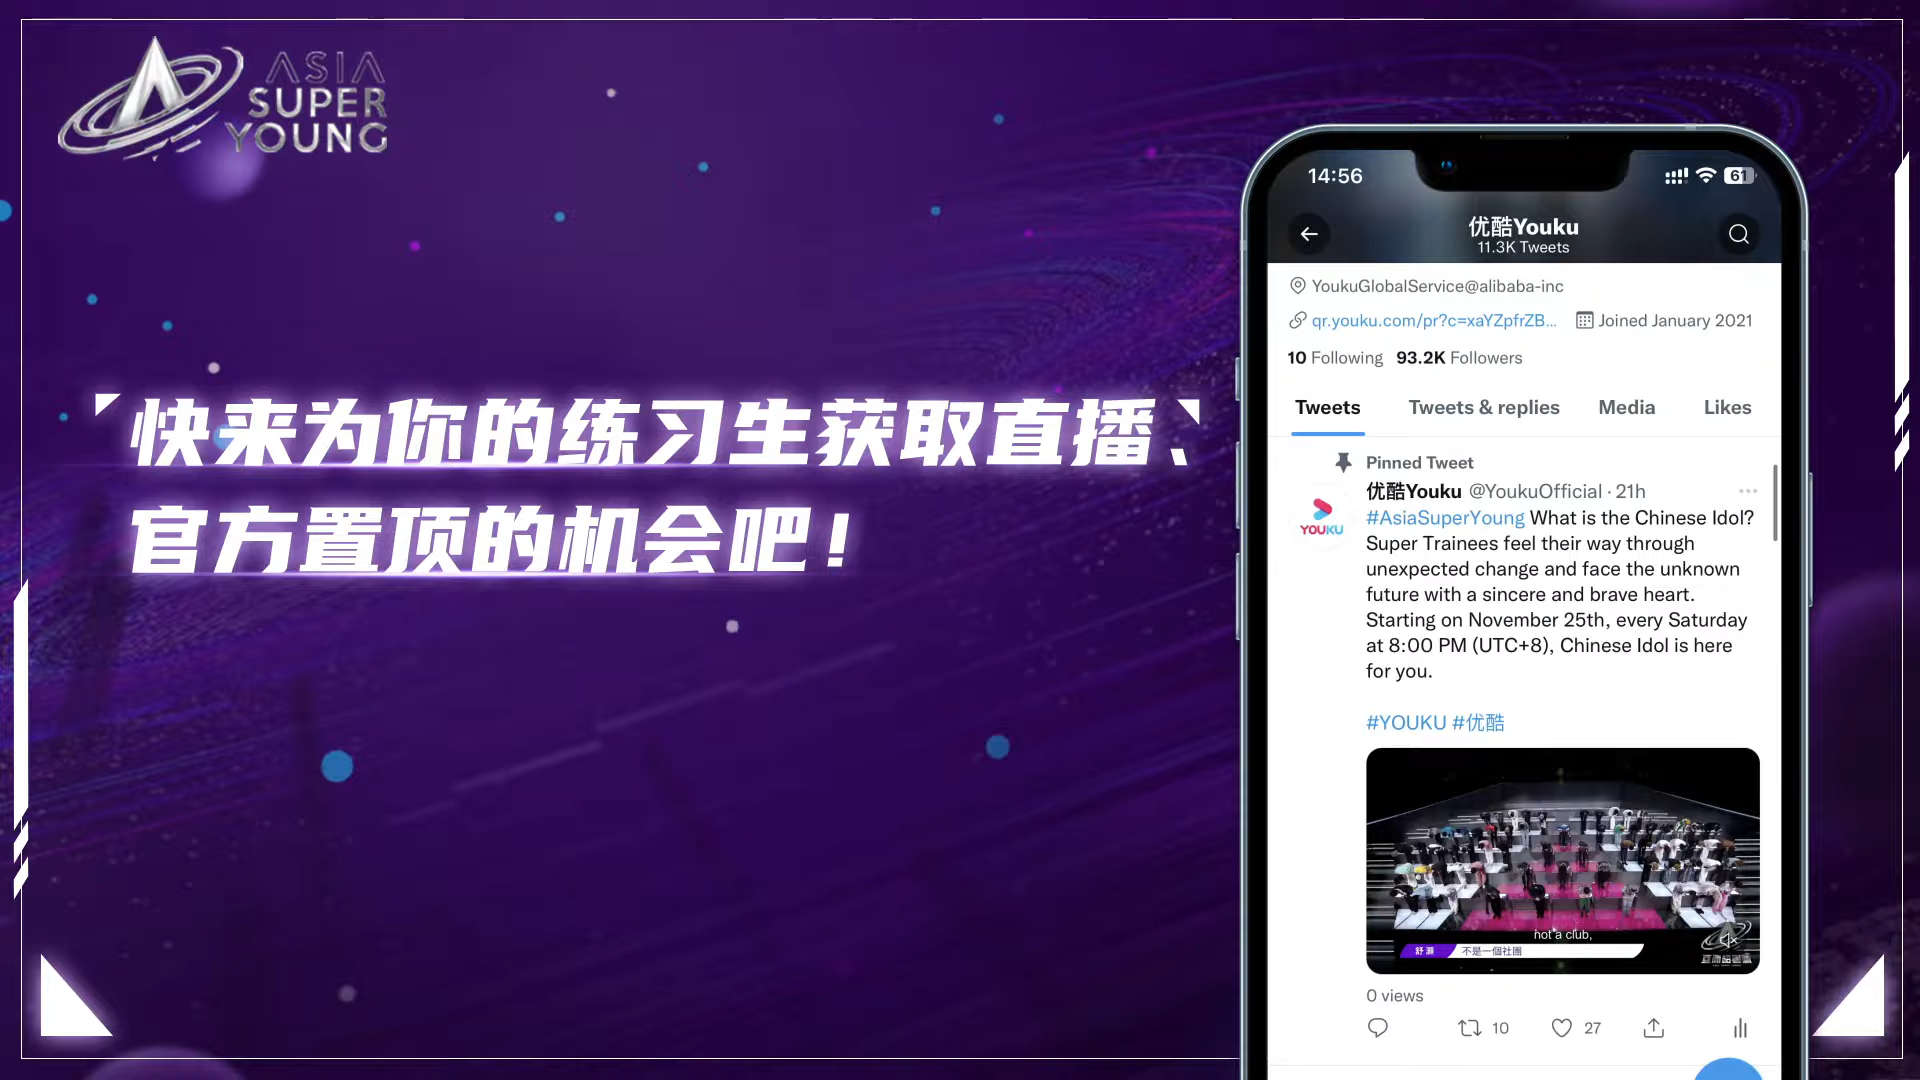 ASIA
SUPER
YOUNG
快来为你的练习生获取直播、
官方置顶的机会吧！
14:56
61
优酷Youku
11.3K Tweets
YoukuGlobalService@alibaba-inc
qr.youku.com/pr?c=xaYZpfrZB... Joined January 2021
10 Following 93.2K Followers
Tweets Tweets & replies Media Likes
Pinned Tweet
优酷Youku @YoukuOfficial · 21h
YOUKU
#AsiaSuperYoung What is the Chinese Idol?
Super Trainees feel their way through
unexpected change and face the unknown
future with a sincere and brave heart.
Starting on November 25th, every Saturday
at 8:00 PM (UTC+8), Chinese Idol is here
for you.
#YOUKU #优酷
not a club,
不是一個社團
0 views
10 27